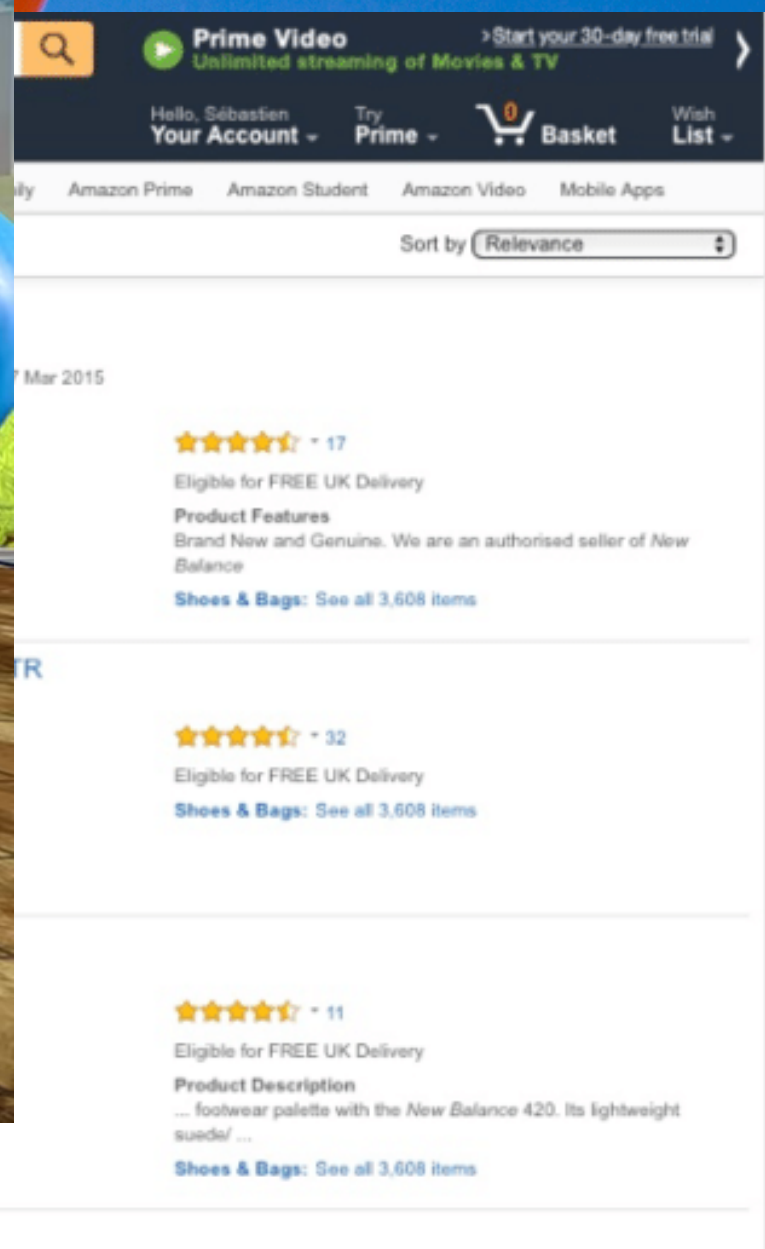 Prime Video >Start your 30-day free trial
Unlimited streaming of Movies & TV
Hello, Sébastien Try 0 Wish
Your Account Prime Basket List
ily Amazon Prime Amazon Student Amazon Video Mobile Apps
Sort by Relevance
7 Mar 2015
17
Eligible for FREE UK Delivery
Product Features
Brand New and Genuine. We are an authorised seller of New
Balance
Shoes & Bags: See all 3,608 items
TR
32
Eligible for FREE UK Delivery
Shoes & Bags: See all 3,608 items
11
Eligible for FREE UK Delivery
Product Description
... footwear palette with the New Balance 420. Its lightweight
suede/ ...
Shoes & Bags: See all 3,608 items